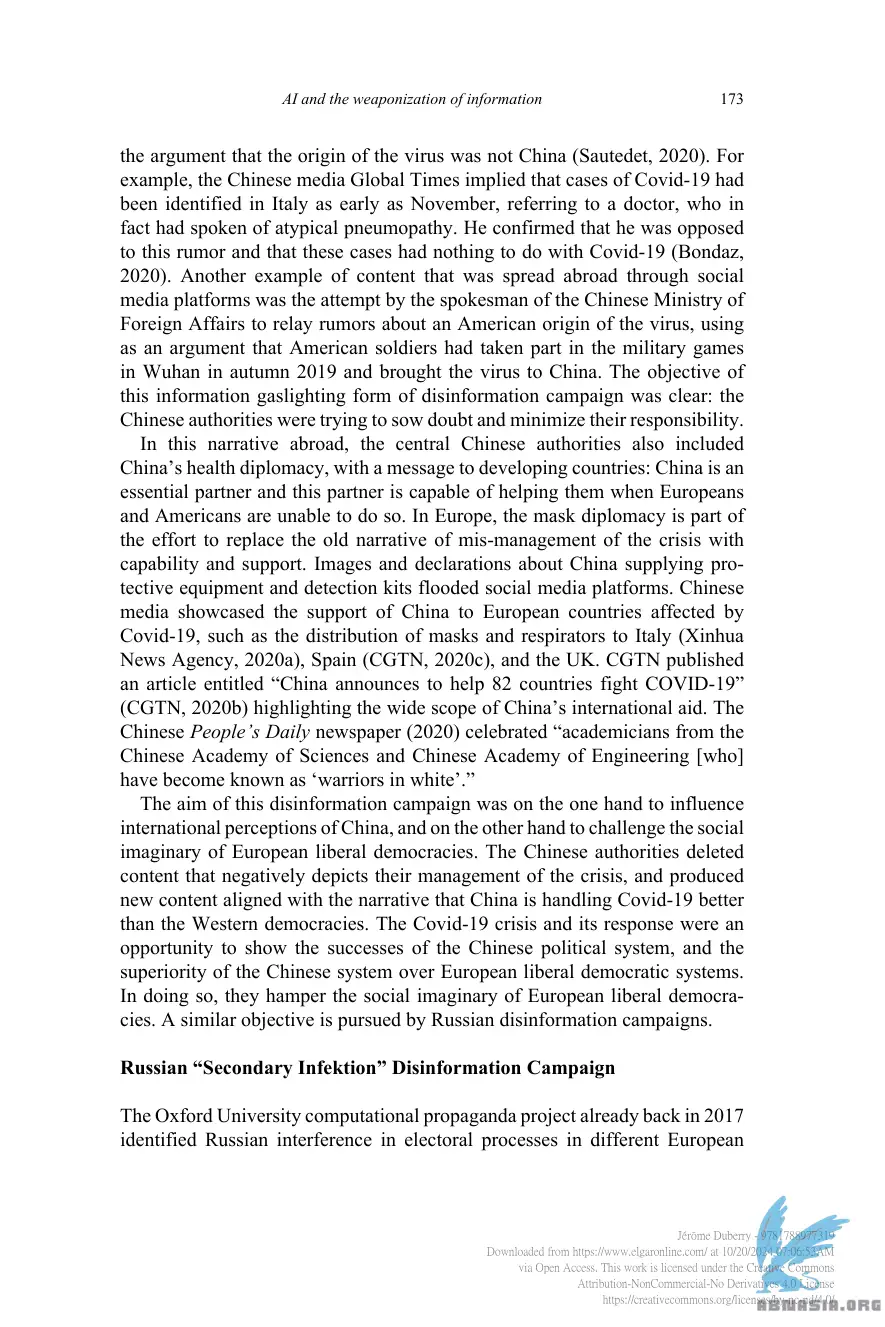 AI and the weaponization of information 173
the argument that the origin of the virus was not China (Sautedet, 2020). For
example, the Chinese media Global Times implied that cases of Covid-19 had
been identified in Italy as early as November, referring to a doctor, who in
fact had spoken of atypical pneumopathy. He confirmed that he was opposed
to this rumor and that these cases had nothing to do with Covid-19 (Bondaz,
2020). Another example of content that was spread abroad through social
media platforms was the attempt by the spokesman of the Chinese Ministry of
Foreign Affairs to relay rumors about an American origin of the virus, using
as an argument that American soldiers had taken part in the military games
in Wuhan in autumn 2019 and brought the virus to China. The objective of
this information gaslighting form of disinformation campaign was clear: the
Chinese authorities were trying to sow doubt and minimize their responsibility.
In this narrative abroad, the central Chinese authorities also included
China’s health diplomacy, with a message to developing countries: China is an
essential partner and this partner is capable of helping them when Europeans
and Americans are unable to do so. In Europe, the mask diplomacy is part of
the effort to replace the old narrative of mis-management of the crisis with
capability and support. Images and declarations about China supplying pro-
tective equipment and detection kits flooded social media platforms. Chinese
media showcased the support of China to European countries affected by
Covid-19, such as the distribution of masks and respirators to Italy (Xinhua
News Agency, 2020a), Spain (CGTN, 2020c), and the UK. CGTN published
an article entitled “China announces to help 82 countries fight COVID-19”
(CGTN, 2020b) highlighting the wide scope of China’s international aid. The
Chinese People’s Daily newspaper (2020) celebrated “academicians from the
Chinese Academy of Sciences and Chinese Academy of Engineering [who]
have become known as ‘warriors in white’.”
The aim of this disinformation campaign was on the one hand to influence
international perceptions of China, and on the other hand to challenge the social
imaginary of European liberal democracies. The Chinese authorities deleted
content that negatively depicts their management of the crisis, and produced
new content aligned with the narrative that China is handling Covid-19 better
than the Western democracies. The Covid-19 crisis and its response were an
opportunity to show the successes of the Chinese political system, and the
superiority of the Chinese system over European liberal democratic systems.
In doing so, they hamper the social imaginary of European liberal democra-
cies. A similar objective is pursued by Russian disinformation campaigns.
Russian “Secondary Infektion” Disinformation Campaign
The Oxford University computational propaganda project already back in 2017
identified Russian interference in electoral processes in different European
Jérôme Duberry - 9781788977319
Downloaded from https://www.elgaronline.com/ at 10/20/2024 07:06:53AM
via Open Access. This work is licensed under the Creative Commons
Attribution-NonCommercial-No Derivatives 4.0 License
https://creativecommons.org/licenses/by-nc-nd/4.0/
ABNASIA.ORG